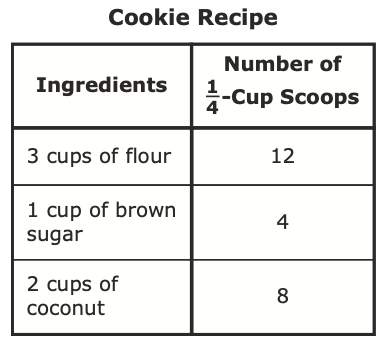 Cookie Recipe
Ingredients
Number of
1/4-Cup Scoops
3 cups of flour
12
1 cup of brown
sugar
4
2 cups of
coconut
8